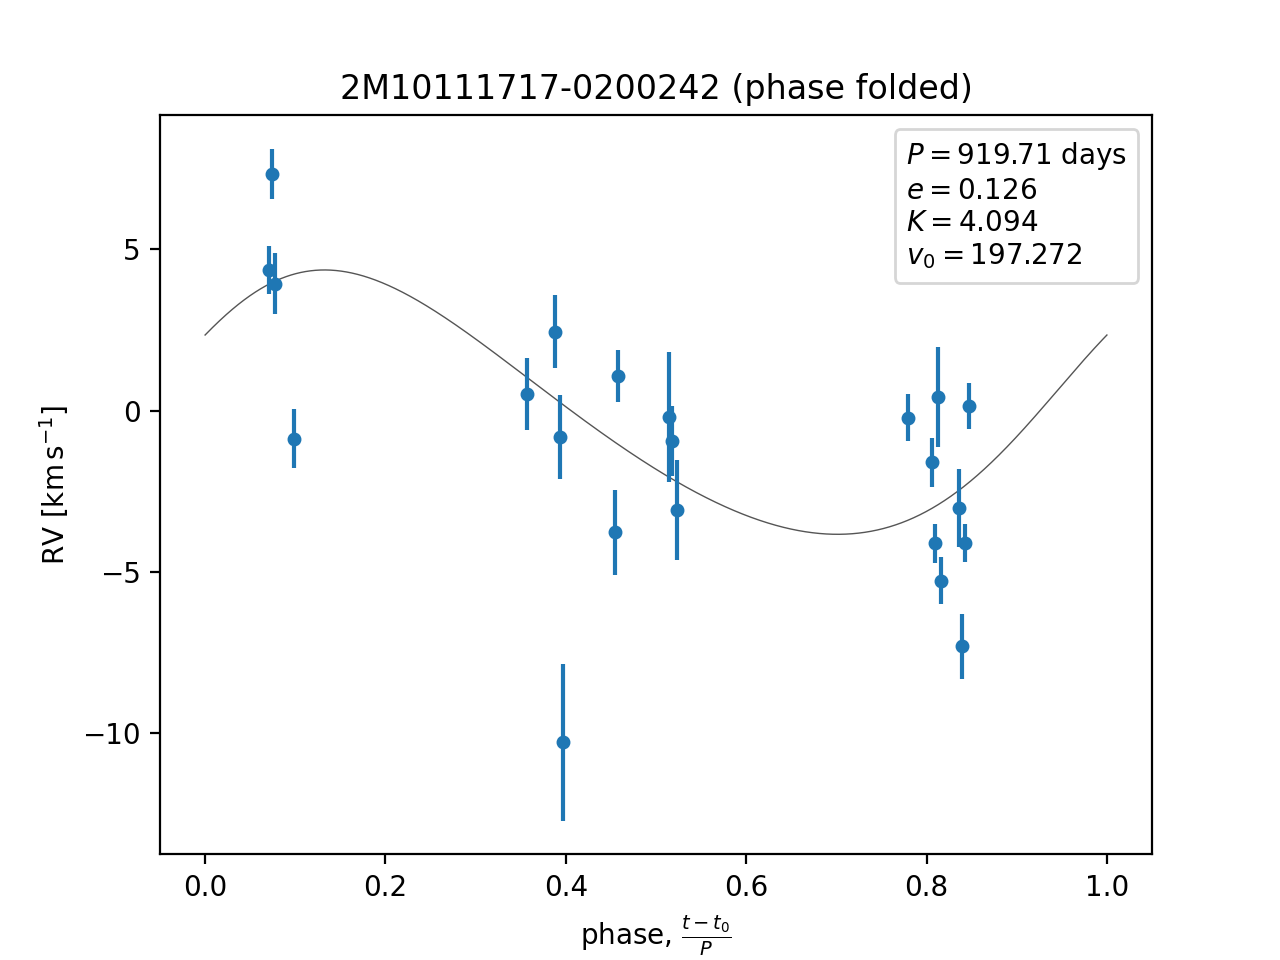 2M10111717-0200242 (phase folded)
P = 919.71 days
e = 0.126
K = 4.094
v₀ = 197.272
RV [km s⁻¹]
5
0
−5
−10
0.0 0.2 0.4 0.6 0.8 1.0
phase, (t − t₀)/P